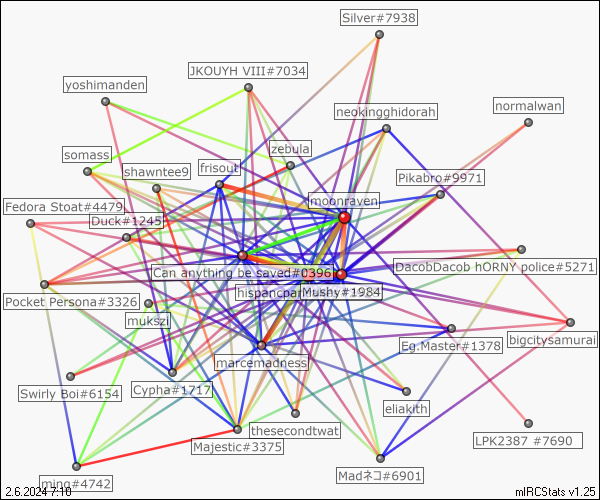 Silver#7938
JKOUYH VIII#7034
yoshimanden
neokingghidorah
normalwan
zebula
somass
shawntee9
frisout
Pikabro#9971
moonraven
Fedora Stoat#4479
Duck#1245
Can anything be saved#0396
DacobDacob hORNY police#5271
hispancpa
Mushy#1984
Pocket Persona#3326
mukszi
bigcitysamurai
Eg.Master#1378
marcemadness
Swirly Boi#6154
Cypha#1717
eliakith
thesecondtwat
Majestic#3375
LPK2387 #7690
Madネコ#6901
ming#4742
2.6.2024 7:10
mIRCStats v1.25